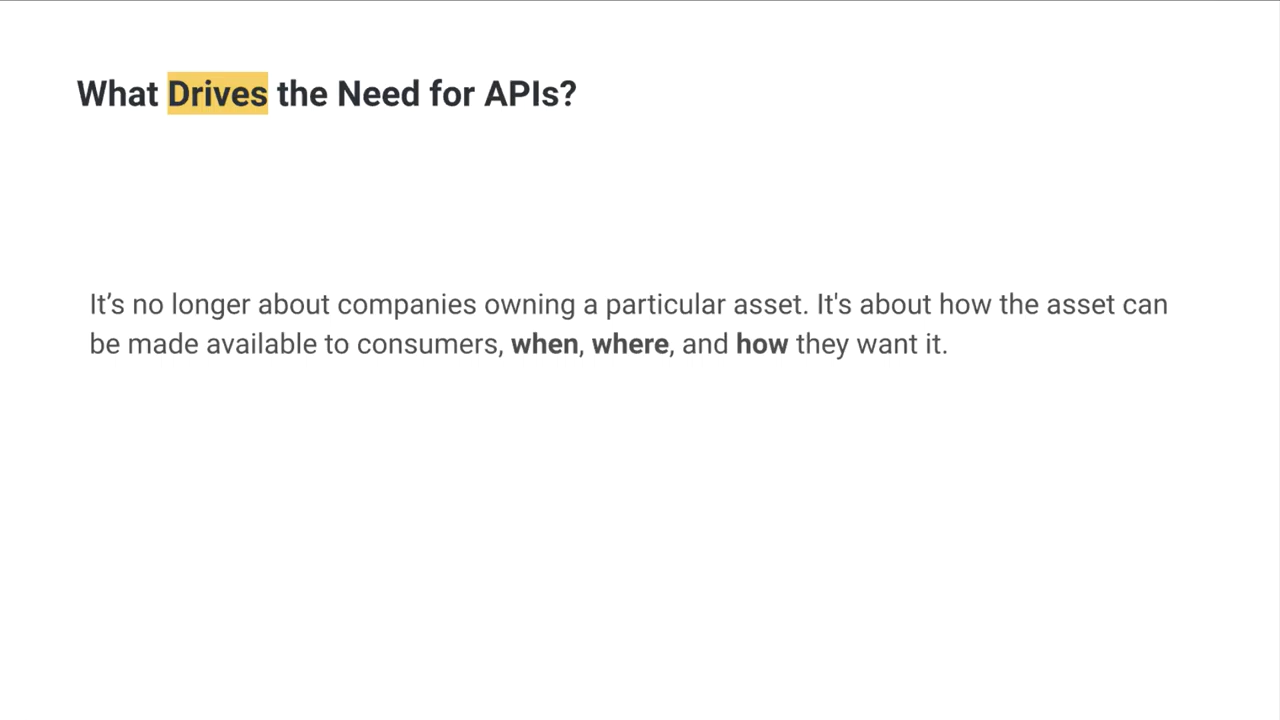 What Drives the Need for APIs?
It’s no longer about companies owning a particular asset. It's about how the asset can
be made available to consumers, when, where, and how they want it.